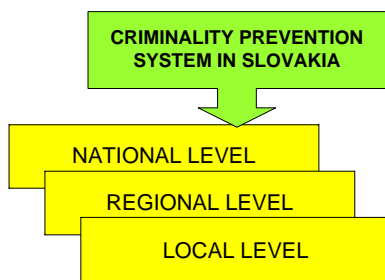 CRIMINALITY PREVENTION
SYSTEM IN SLOVAKIA
NATIONAL LEVEL
REGIONAL LEVEL
LOCAL LEVEL